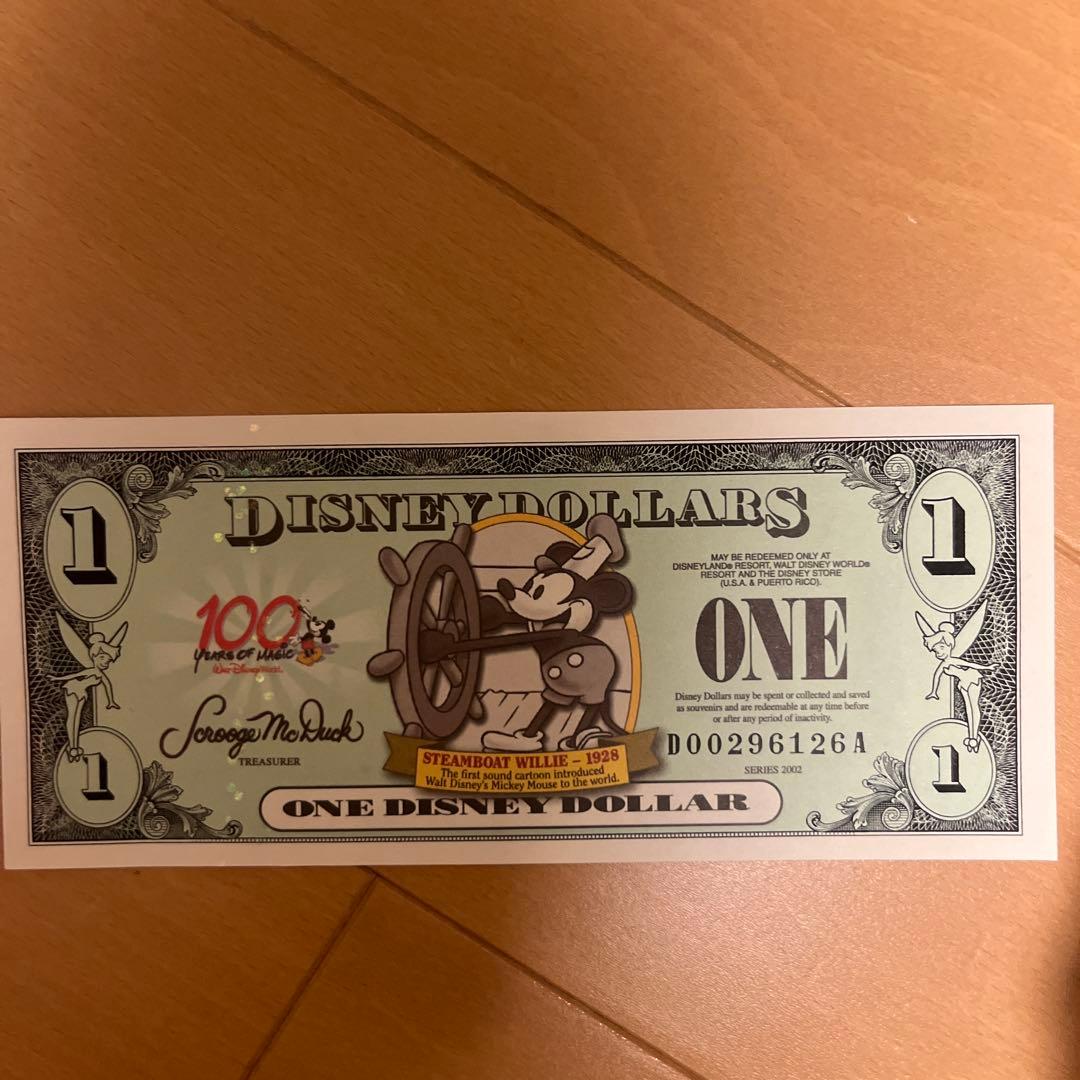 1
1
DISNEY DOLLARS
MAY BE REDEEMED ONLY AT
DISNEYLAND® RESORT, WALT DISNEY WORLD®
RESORT AND THE DISNEY STORE
(U.S.A. & PUERTO RICO).
100
YEARS OF MAGIC
Walt Disney World
ONE
Disney Dollars may be spent or collected and saved
as souvenirs and are redeemable at any time before
or after any period of inactivity.
Scrooge McDuck
TREASURER
D00296126A
SERIES 2002
STEAMBOAT WILLIE – 1928
The first sound cartoon introduced
Walt Disney's Mickey Mouse to the world.
1
1
ONE DISNEY DOLLAR